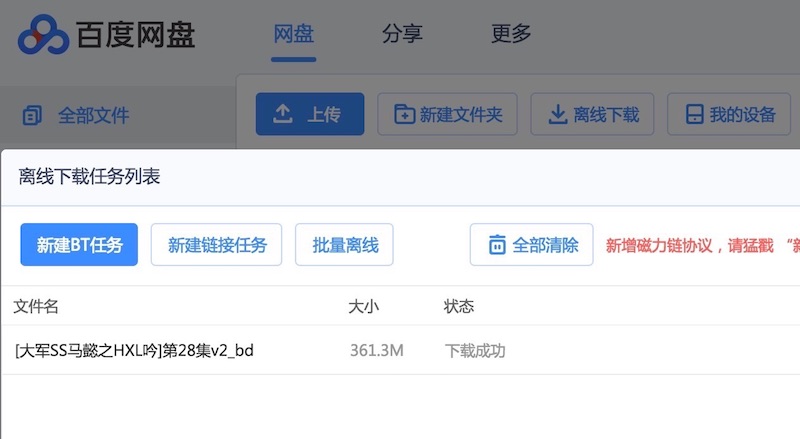 百度网盘 网盘 分享 更多
全部文件 上传 新建文件夹 离线下载 我的设备
离线下载任务列表
新建BT任务 新建链接任务 批量离线 全部清除 新增磁力链协议，请猛戳 “新
文件名 大小 状态
[大军SS马懿之HXL吟]第28集v2_bd 361.3M 下载成功